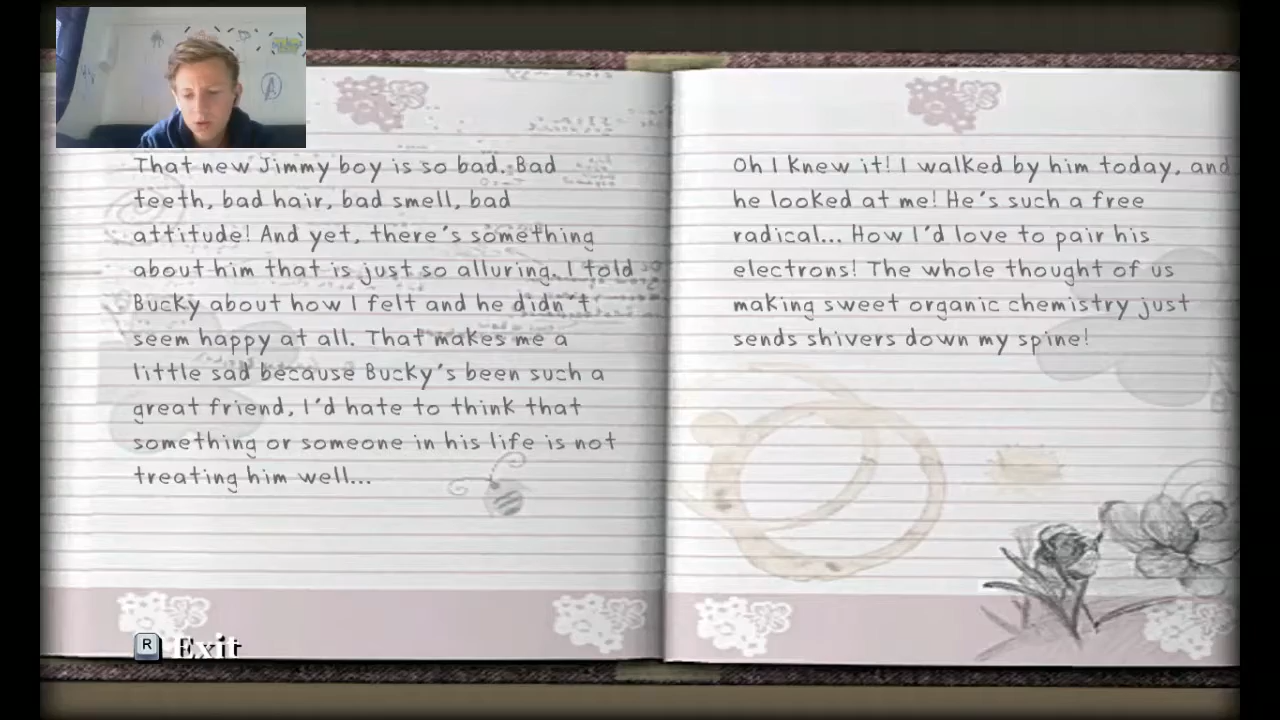 That new Jimmy boy is so bad. Bad
teeth, bad hair, bad smell, bad
attitude! And yet, there's something
about him that is just so alluring. I told
Bucky about how I felt and he didn't
seem happy at all. That makes me a
little sad because Bucky's been such a
great friend, I'd hate to think that
something or someone in his life is not
treating him well...
Oh I knew it! I walked by him today, and
he looked at me! He's such a free
radical... How I'd love to pair his
electrons! The whole thought of us
making sweet organic chemistry just
sends shivers down my spine!
R Exit